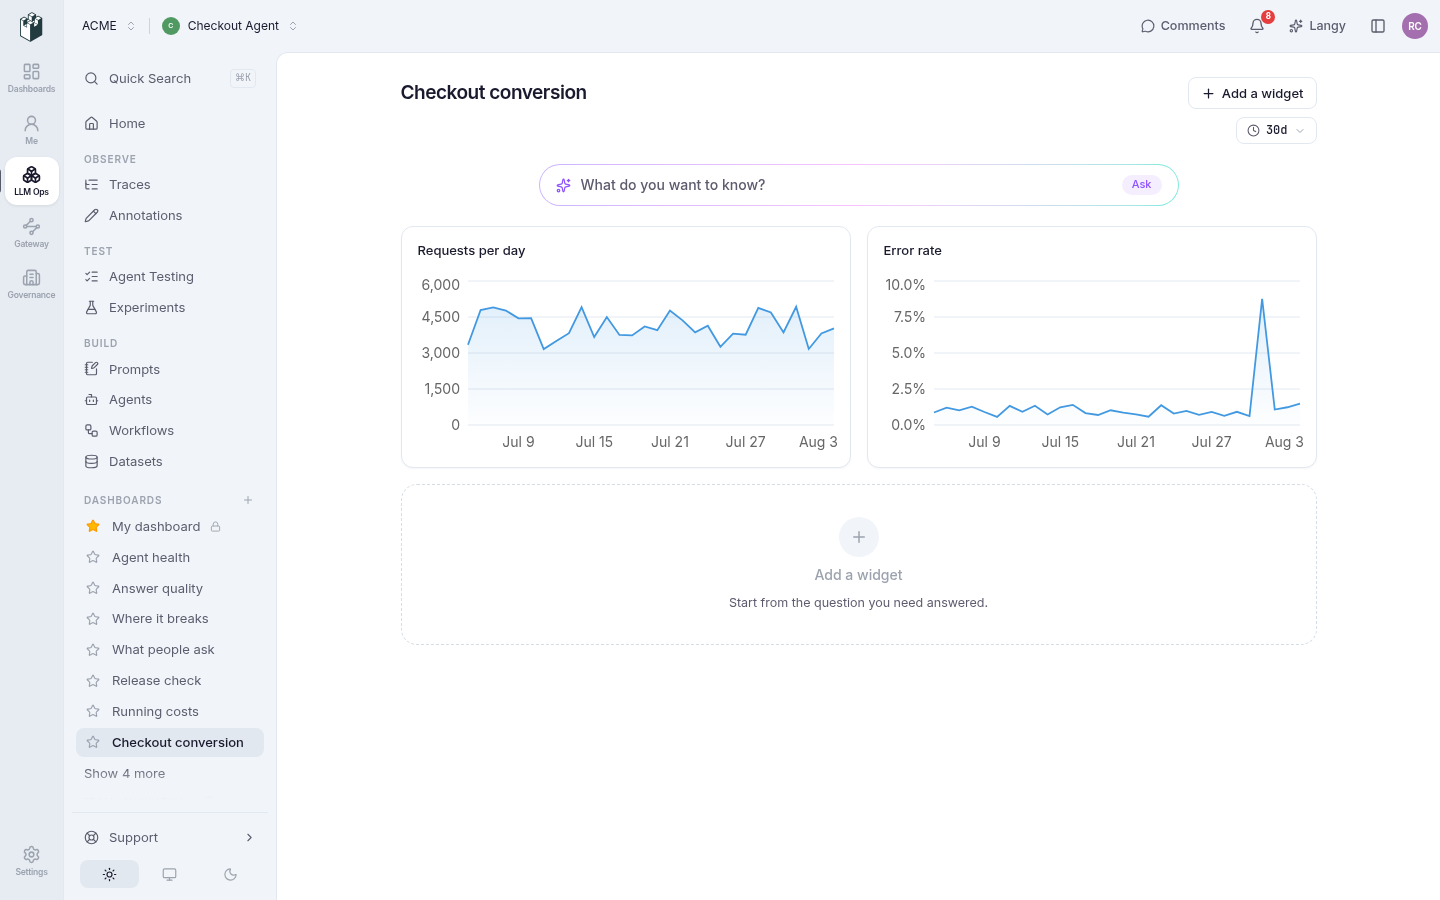 ACME
C
Checkout Agent
Comments
8
Langy
RC
Dashboards
Me
LLM Ops
Gateway
Governance
Settings
Quick Search
⌘K
Home
OBSERVE
Traces
Annotations
TEST
Agent Testing
Experiments
BUILD
Prompts
Agents
Workflows
Datasets
DASHBOARDS
My dashboard
Agent health
Answer quality
Where it breaks
What people ask
Release check
Running costs
Checkout conversion
Show 4 more
Support
Checkout conversion
Add a widget
30d
What do you want to know?
Ask
Requests per day
6,000
4,500
3,000
1,500
0
Jul 9 Jul 15 Jul 21 Jul 27 Aug 3
Error rate
10.0%
7.5%
5.0%
2.5%
0.0%
Jul 9 Jul 15 Jul 21 Jul 27 Aug 3
Add a widget
Start from the question you need answered.